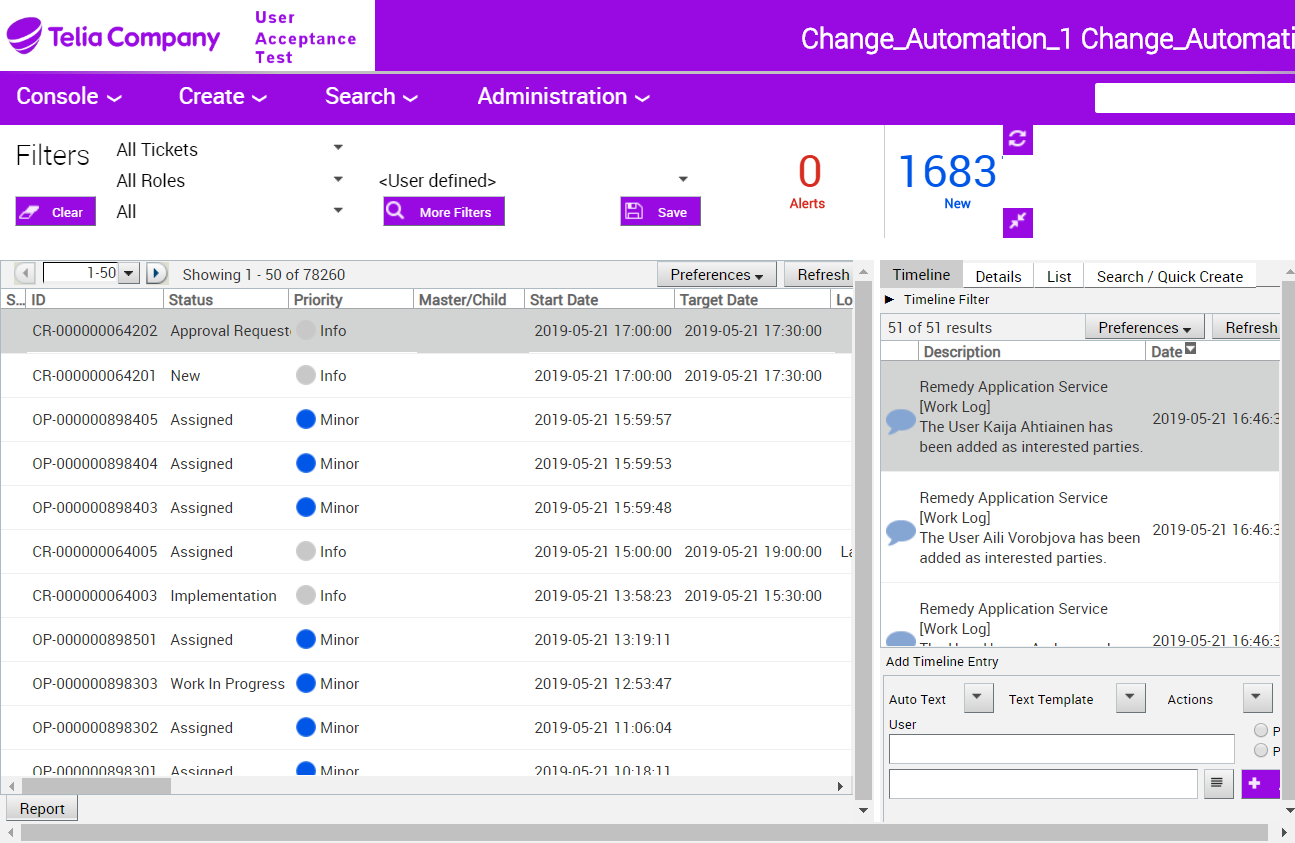 Telia Company
User
Acceptance
Test
Change_Automation_1 Change_Automati
Console
Create
Search
Administration
Filters
All Tickets
All Roles
<User defined>
Clear
All
More Filters
Save
0
Alerts
1683
New
1-50
Showing 1 - 50 of 78260
Preferences
Refresh
S... ID Status Priority Master/Child Start Date Target Date Lo
CR-000000064202 Approval Request Info 2019-05-21 17:00:00 2019-05-21 17:30:00
CR-000000064201 New Info 2019-05-21 17:00:00 2019-05-21 17:30:00
OP-000000898405 Assigned Minor 2019-05-21 15:59:57
OP-000000898404 Assigned Minor 2019-05-21 15:59:53
OP-000000898403 Assigned Minor 2019-05-21 15:59:48
CR-000000064005 Assigned Info 2019-05-21 15:00:00 2019-05-21 19:00:00 La
CR-000000064003 Implementation Info 2019-05-21 13:58:23 2019-05-21 15:30:00
OP-000000898501 Assigned Minor 2019-05-21 13:19:11
OP-000000898303 Work In Progress Minor 2019-05-21 12:53:47
OP-000000898302 Assigned Minor 2019-05-21 11:06:04
OP-000000898301 Assigned Minor 2019-05-21 10:18:11
Report
Timeline
Details
List
Search / Quick Create
Timeline Filter
51 of 51 results
Preferences
Refresh
Description
Date
Remedy Application Service
[Work Log]
The User Kaija Ahtiainen has
been added as interested parties.
2019-05-21 16:46:3
Remedy Application Service
[Work Log]
The User Aili Vorobjova has been
added as interested parties.
2019-05-21 16:46:3
Remedy Application Service
[Work Log]
2019-05-21 16:46:3
Add Timeline Entry
Auto Text
Text Template
Actions
User
P
P